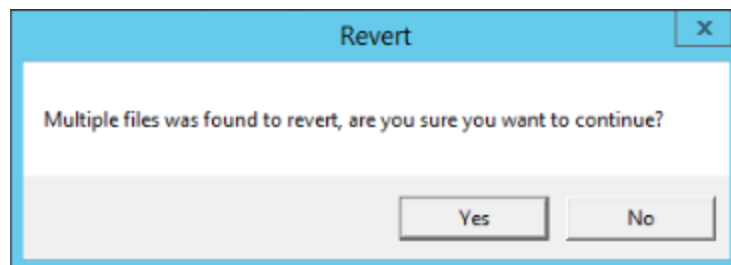 Revert
x
Multiple files was found to revert, are you sure you want to continue?
Yes
No